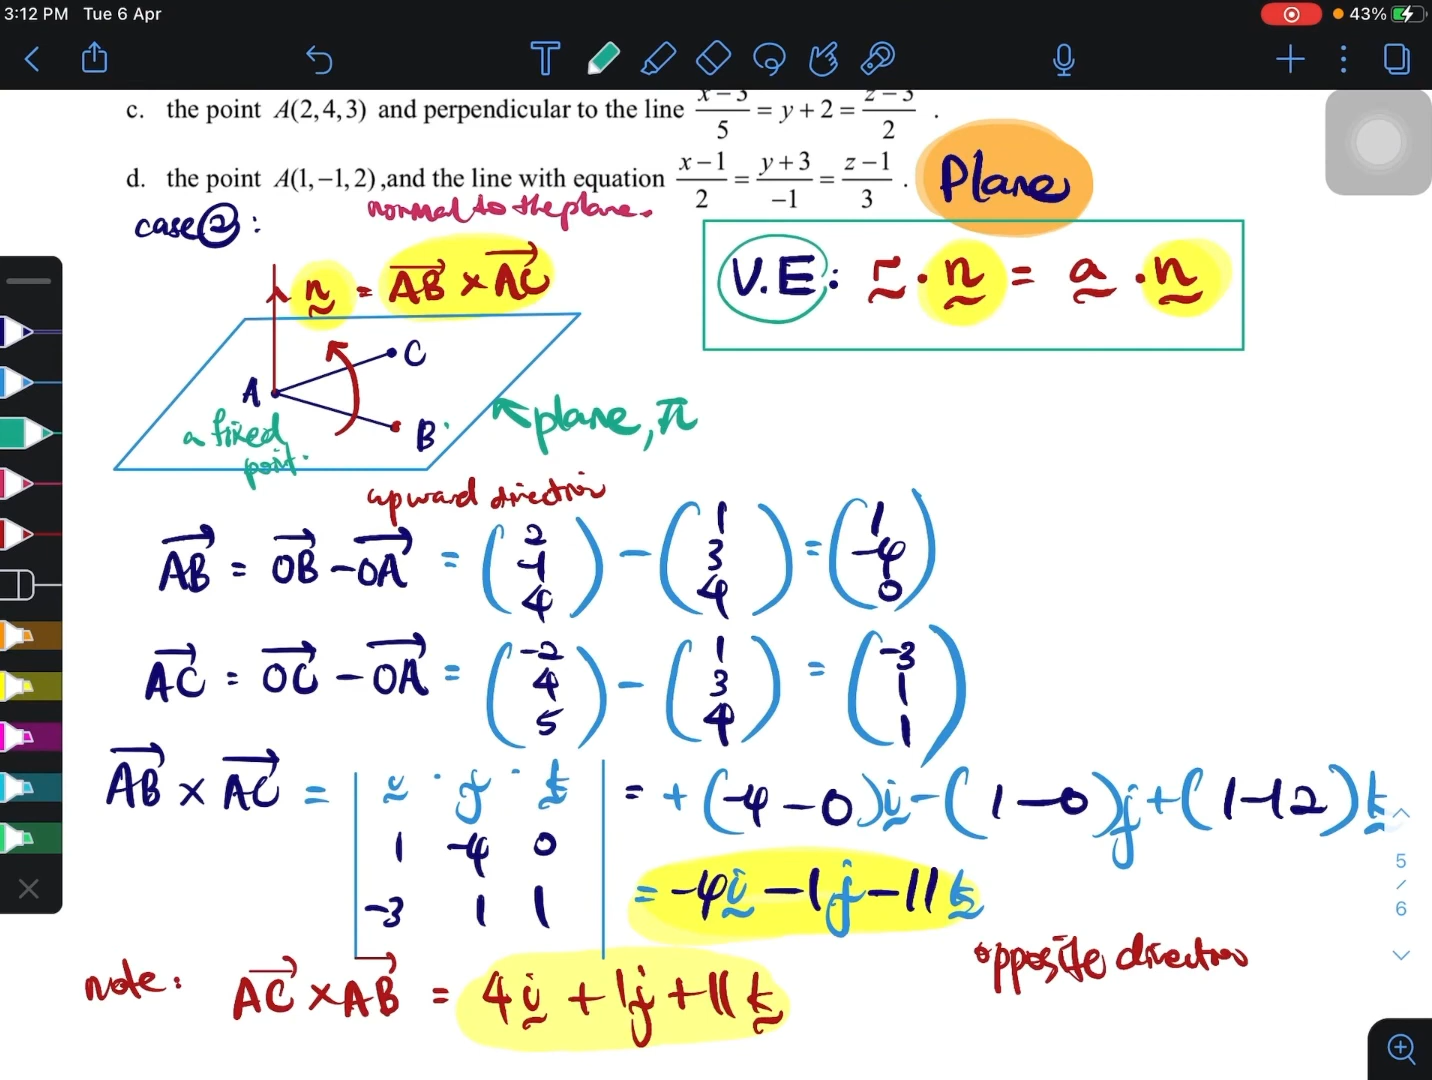 3:12 PM Tue 6 Apr 43%
c. the point A(2,4,3) and perpendicular to the line (x−3)/5 = y+2 = (z−3)/2 .
d. the point A(1,−1,2) ,and the line with equation (x−1)/2 = (y+3)/−1 = (z−1)/3 .
Plane
normal to the plane.
case ② :
n = AB × AC
V.E : r · n = a · n
C
A
B
a fixed
point.
plane, π
upward direction
AB = OB − OA = (2 −1 4) − (1 3 4) = (1 −4 0)
AC = OC − OA = (−2 4 5) − (1 3 4) = (−3 1 1)
AB × AC = | i j k | = +(−4 − 0)i − (1 − 0)j + (1 − 12)k
1 −4 0
−3 1 1
= −4i − 1j − 11k
opposite direction
note: AC × AB = 4i + 1j + 11k
5
/
6